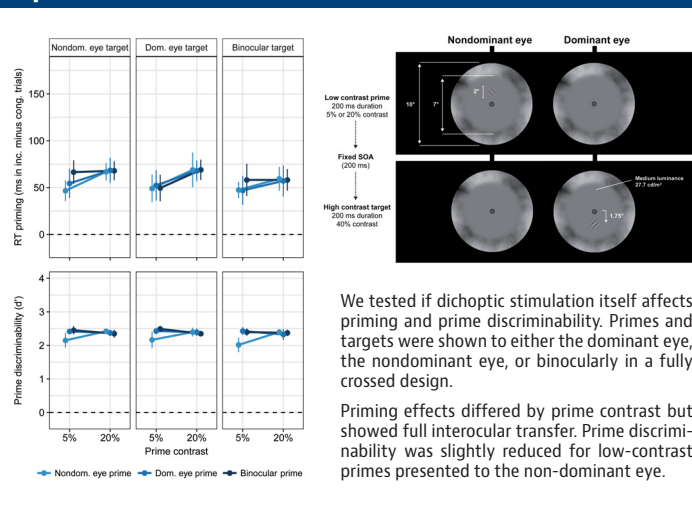 Nondom. eye target Dom. eye target Binocular target
RT priming (ms in inc. minus cong. trials)
150
100
50
0
Prime discriminability (d')
4
3
2
1
0
5% 20% 5% 20% 5% 20%
Prime contrast
Nondom. eye prime Dom. eye prime Binocular prime
Nondominant eye Dominant eye
Low contrast prime
200 ms duration
5% or 20% contrast
Fixed SOA
(200 ms)
High contrast target
200 ms duration
40% contrast
10°
7°
2°
Medium luminance
27.7 cd/m²
1.75°
We tested if dichoptic stimulation itself affects
priming and prime discriminability. Primes and
targets were shown to either the dominant eye,
the nondominant eye, or binocularly in a fully
crossed design.
Priming effects differed by prime contrast but
showed full interocular transfer. Prime discrimi-
nability was slightly reduced for low-contrast
primes presented to the non-dominant eye.